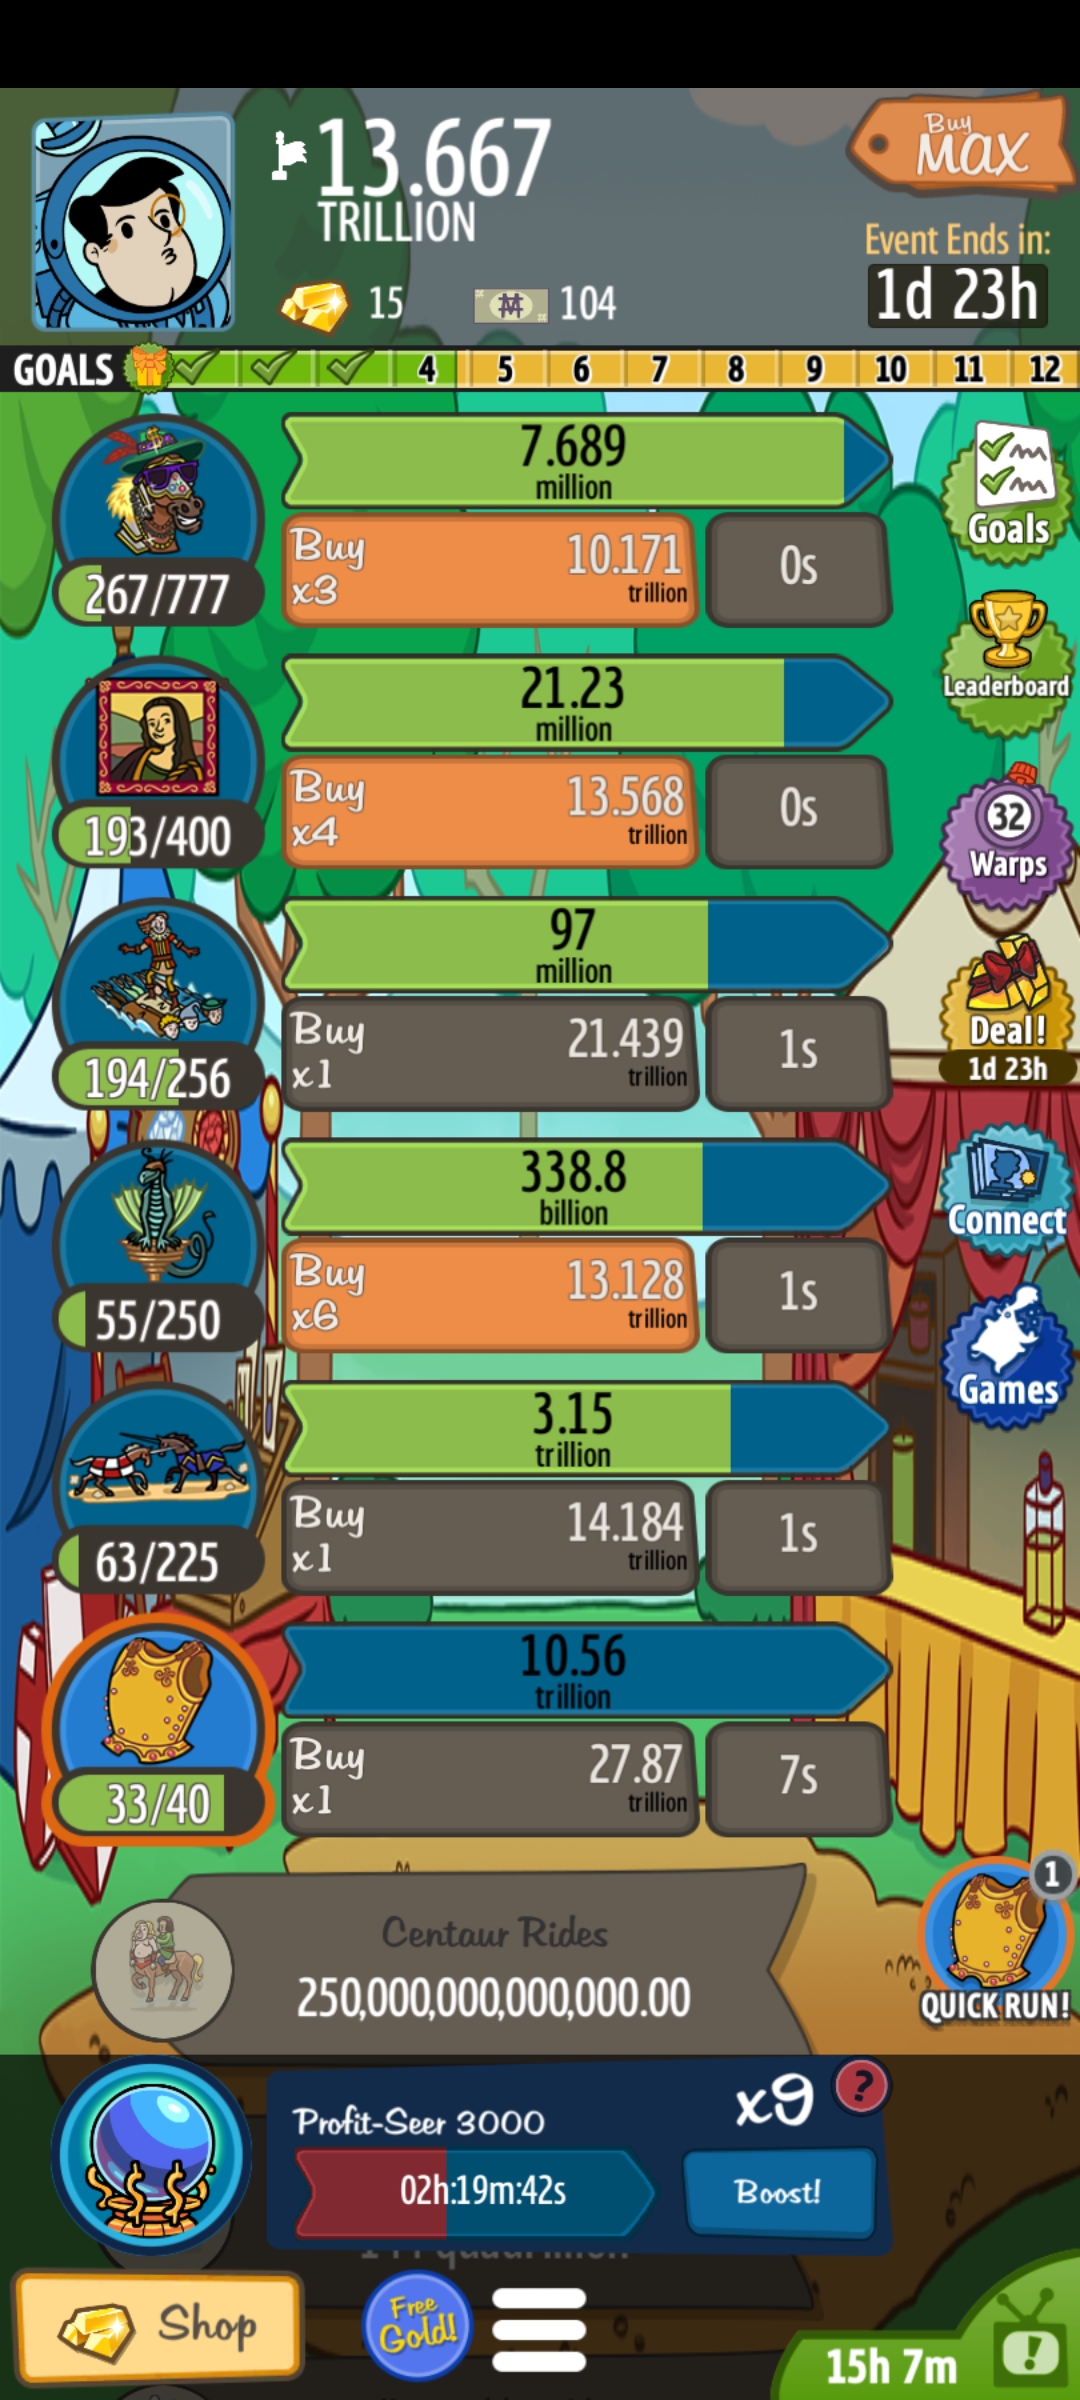 13.667
TRILLION
Buy
MAX
15
104
Event Ends in:
1d 23h
GOALS 4 5 6 7 8 9 10 11 12
7.689
million
267/777
Buy
x3
10.171
trillion
0s
Goals
21.23
million
193/400
Buy
x4
13.568
trillion
0s
Leaderboard
32
Warps
97
million
194/256
Buy
x1
21.439
trillion
1s
Deal!
1d 23h
338.8
billion
55/250
Buy
x6
13.128
trillion
1s
Connect
3.15
trillion
63/225
Buy
x1
14.184
trillion
1s
Games
10.56
trillion
33/40
Buy
x1
27.87
trillion
7s
Centaur Rides
250,000,000,000,000.00
1
QUICK RUN!
Profit-Seer 3000
x9
?
02h:19m:42s
Boost!
Shop
Free
Gold!
15h 7m
!